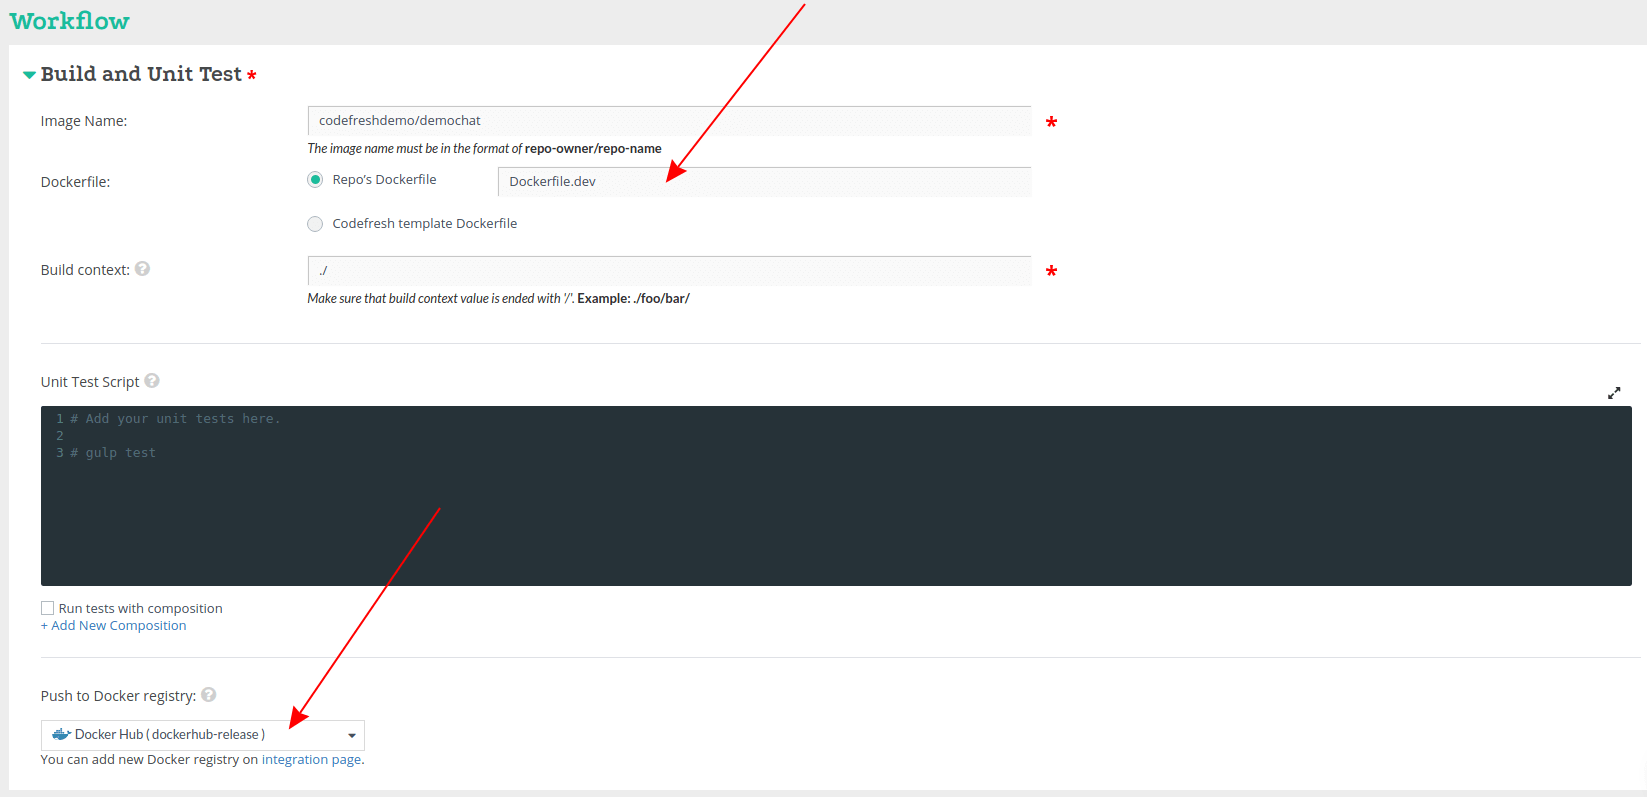 Workflow
Build and Unit Test *
Image Name:
codefreshdemo/demochat
*
The image name must be in the format of repo-owner/repo-name
Dockerfile:
Repo's Dockerfile
Dockerfile.dev
Codefresh template Dockerfile
Build context: ?
./
*
Make sure that build context value is ended with '/'. Example: ./foo/bar/
Unit Test Script ?
1 # Add your unit tests here.
2
3 # gulp test
Run tests with composition
+ Add New Composition
Push to Docker registry: ?
Docker Hub ( dockerhub-release )
You can add new Docker registry on integration page.